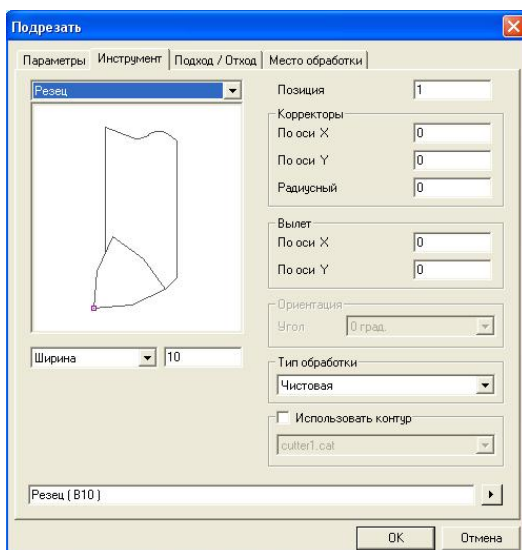 Подрезать
Параметры Инструмент Подход / Отход Место обработки
Резец
Ширина 10
Позиция 1
Корректоры
По оси X 0
По оси Y 0
Радиусный 0
Вылет
По оси X 0
По оси Y 0
Ориентация
Угол 0 град.
Тип обработки
Чистовая
Использовать контур
cutter1.cat
Резец ( B10 )
OK Отмена